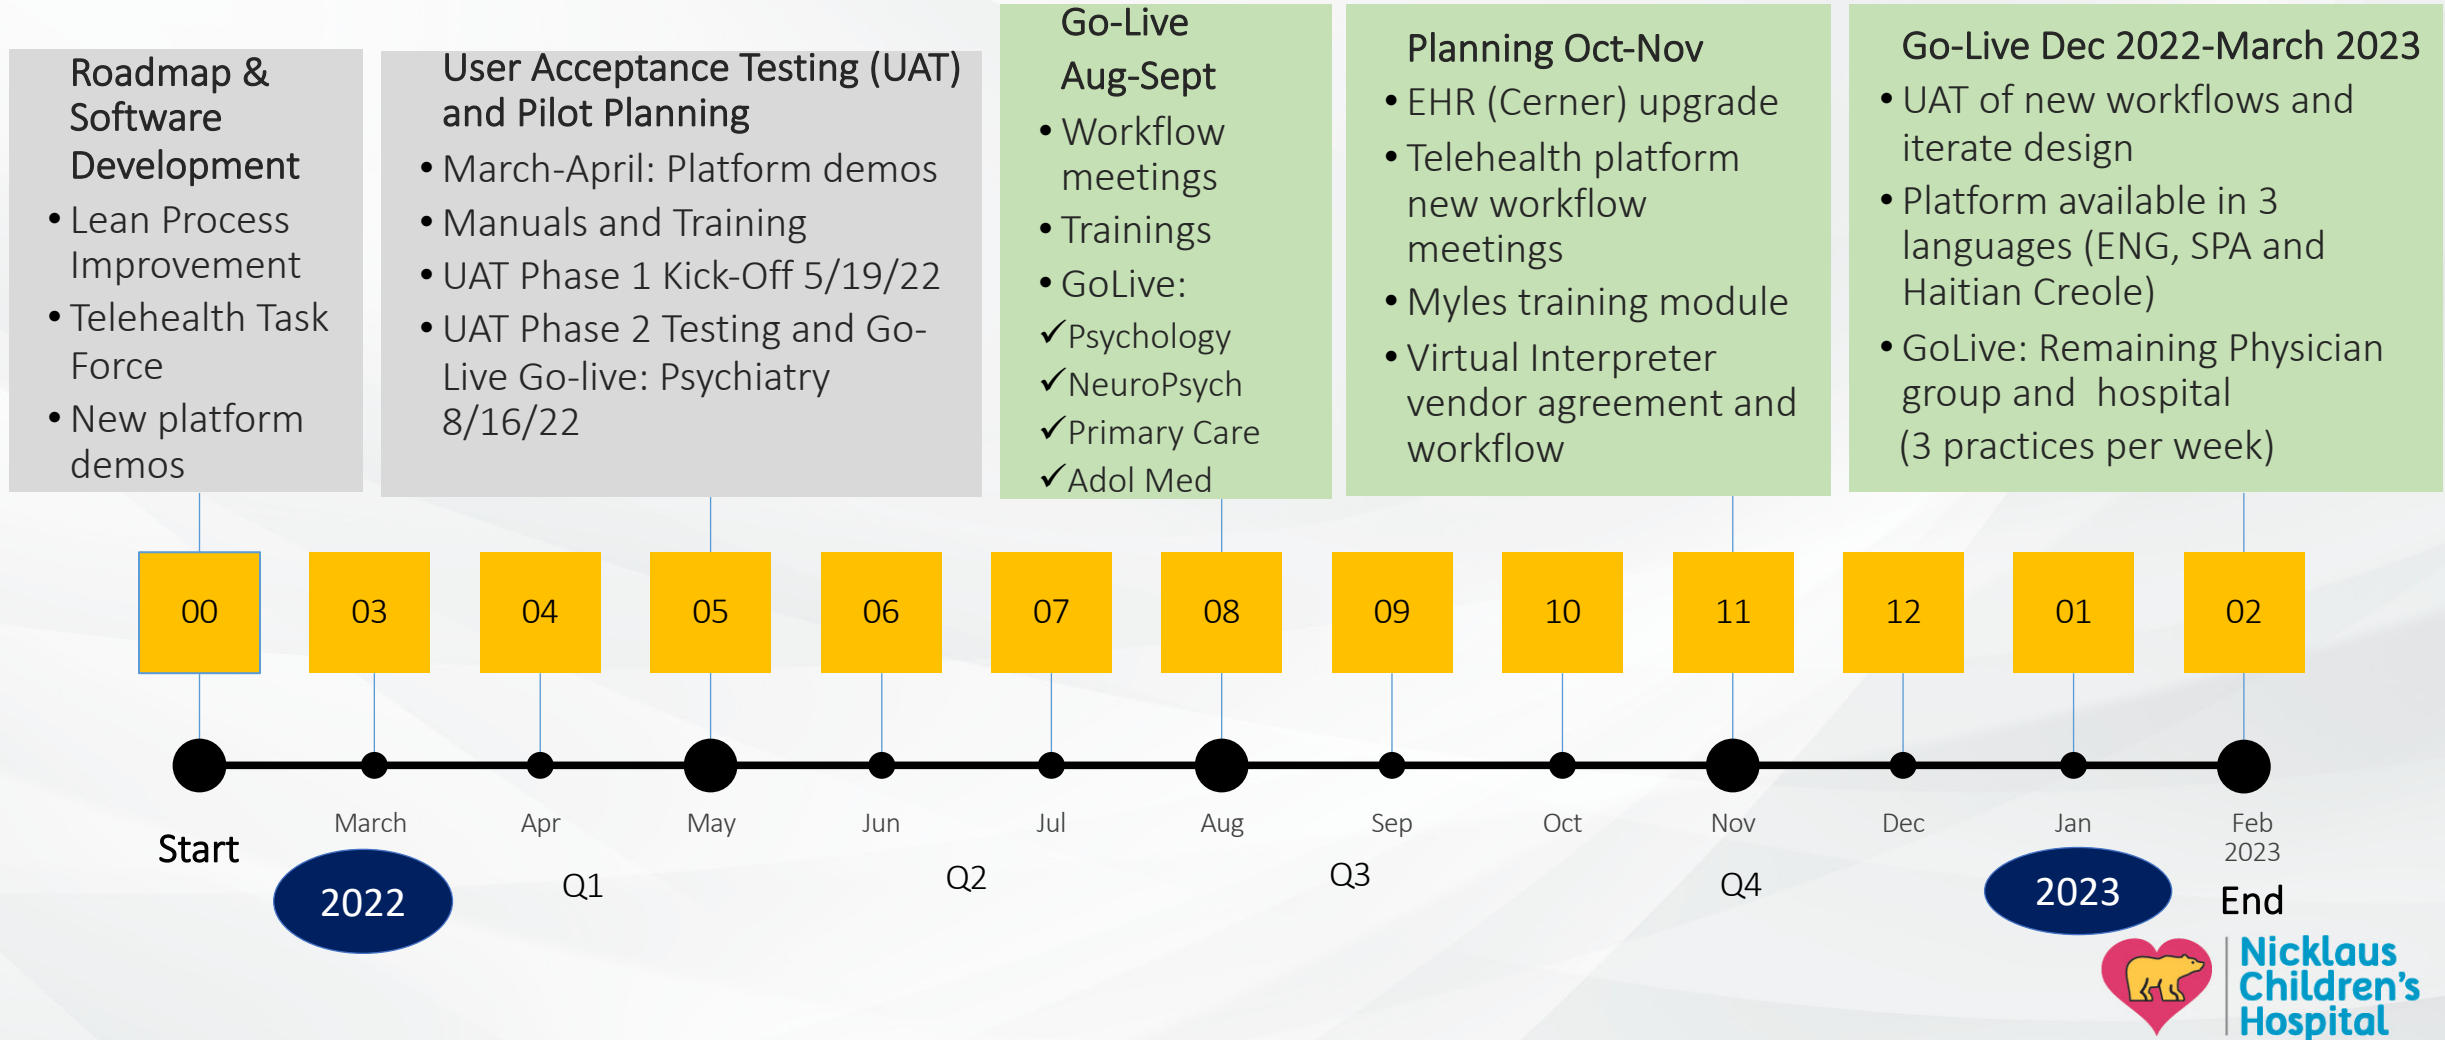 Roadmap &
Software
Development
• Lean Process
Improvement
• Telehealth Task
Force
• New platform
demos
User Acceptance Testing (UAT)
and Pilot Planning
• March-April: Platform demos
• Manuals and Training
• UAT Phase 1 Kick-Off 5/19/22
• UAT Phase 2 Testing and Go-
Live Go-live: Psychiatry
8/16/22
Go-Live
Aug-Sept
• Workflow
meetings
• Trainings
• GoLive:
✓Psychology
✓NeuroPsych
✓Primary Care
✓Adol Med
Planning Oct-Nov
• EHR (Cerner) upgrade
• Telehealth platform
new workflow
meetings
• Myles training module
• Virtual Interpreter
vendor agreement and
workflow
Go-Live Dec 2022-March 2023
• UAT of new workflows and
iterate design
• Platform available in 3
languages (ENG, SPA and
Haitian Creole)
• GoLive: Remaining Physician
group and hospital
(3 practices per week)
00 03 04 05 06 07 08 09 10 11 12 01 02
March Apr May Jun Jul Aug Sep Oct Nov Dec Jan Feb
2023
Start
2022 Q1 Q2 Q3 Q4 2023 End
Nicklaus
Children's
Hospital